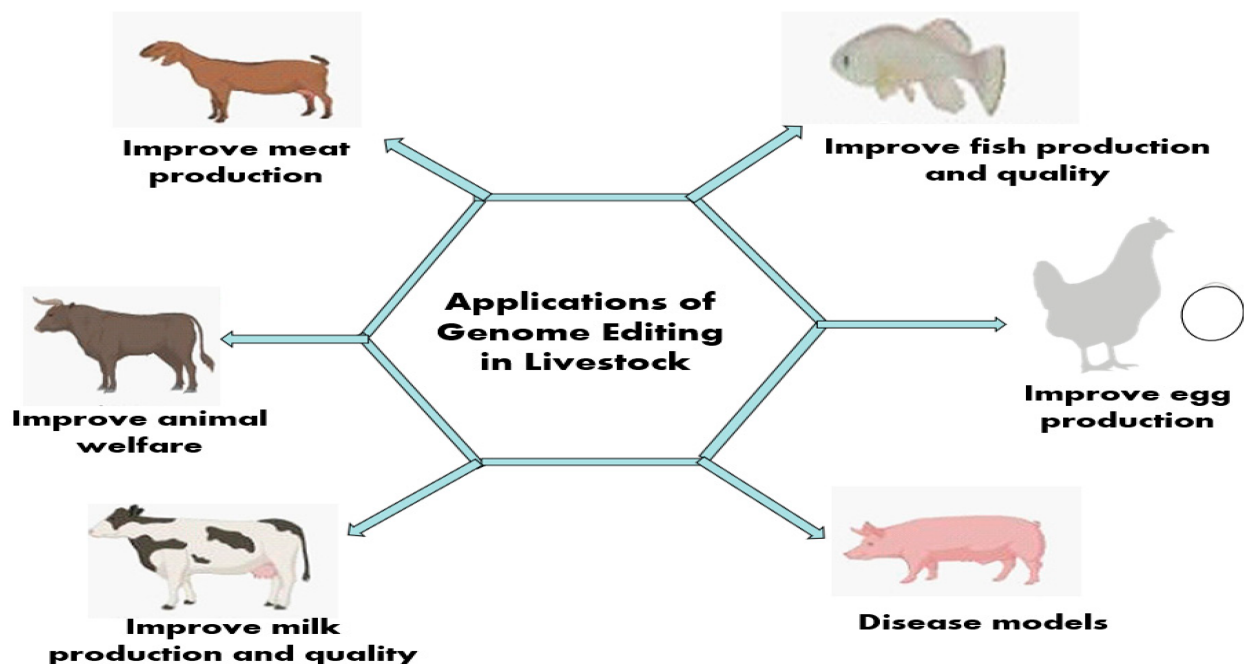 Improve meat
production
Improve fish production
and quality
Applications of
Genome Editing
in Livestock
Improve animal
welfare
Improve egg
production
Improve milk
production and quality
Disease models